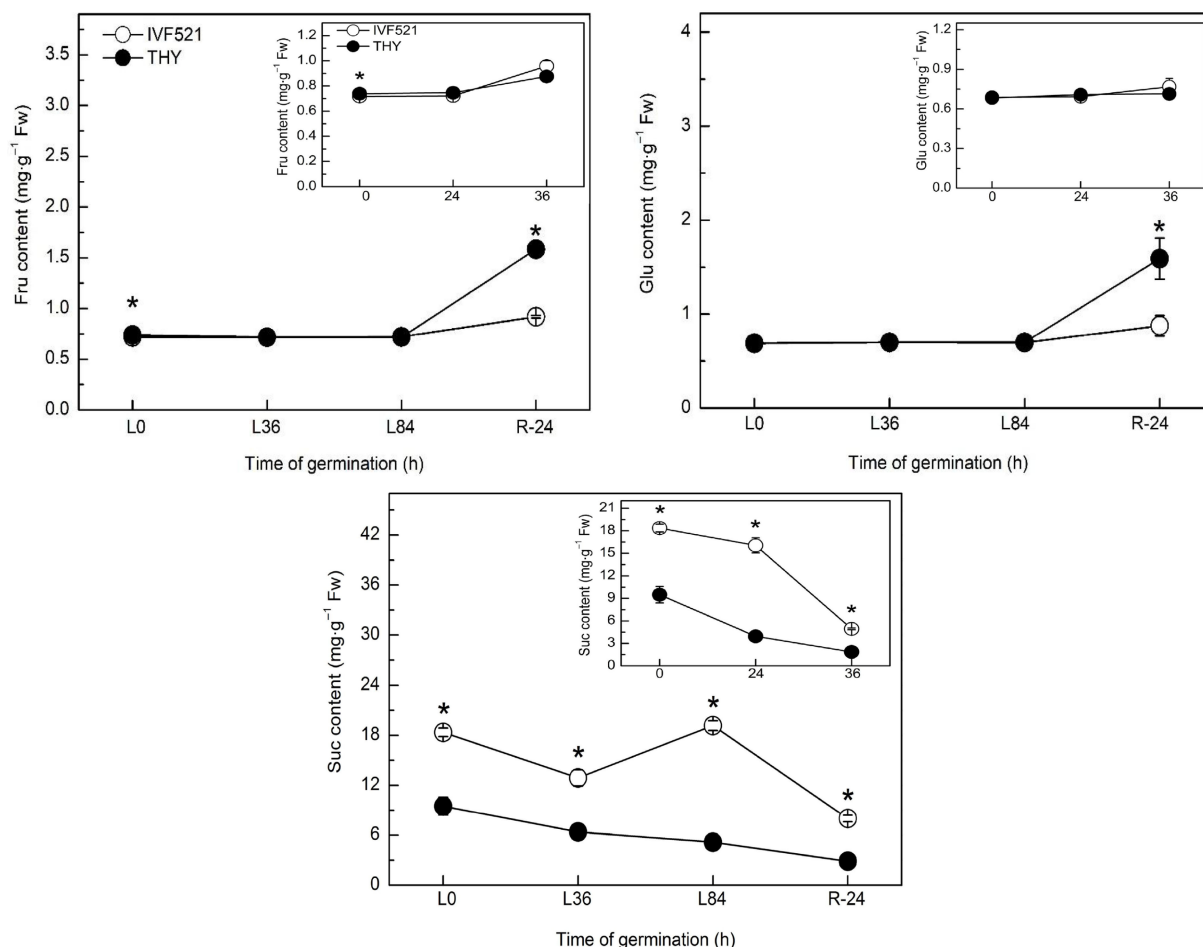 IVF521
THY
Fru content (mg·g⁻¹ Fw)
3.5
3.0
2.5
2.0
1.5
1.0
0.5
0.0
*
*
L0
L36
L84
R-24
Time of germination (h)
IVF521
THY
Fru content (mg·g⁻¹ Fw)
1.2
1.0
0.8
0.6
0.4
0.2
0.0
*
0
24
36
Glu content (mg·g⁻¹ Fw)
4
3
2
1
0
*
L0
L36
L84
R-24
Time of germination (h)
Glu content (mg·g⁻¹ Fw)
1.2
0.9
0.6
0.3
0
24
36
Suc content (mg·g⁻¹ Fw)
42
36
30
24
18
12
6
0
*
*
*
*
L0
L36
L84
R-24
Time of germination (h)
Suc content (mg·g⁻¹ Fw)
21
18
15
12
9
6
3
0
*
*
*
0
24
36